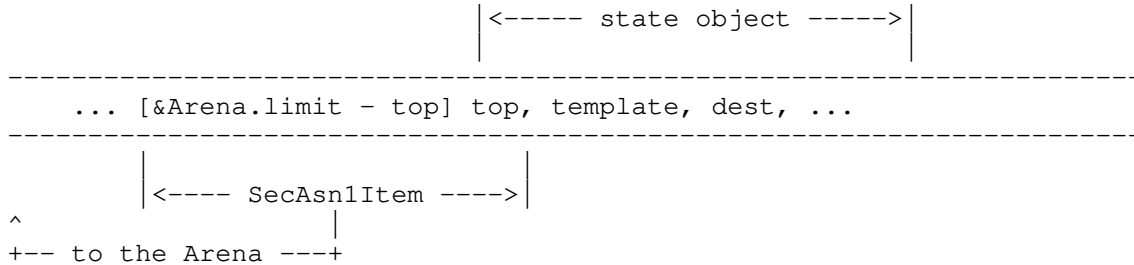 |<----- state object ----->|
| |
-----------------------------------------------------------------------
... [&Arena.limit - top] top, template, dest, ...
-----------------------------------------------------------------------
| |
|<---- SecAsn1Item ---->|
^ |
+-- to the Arena ---+